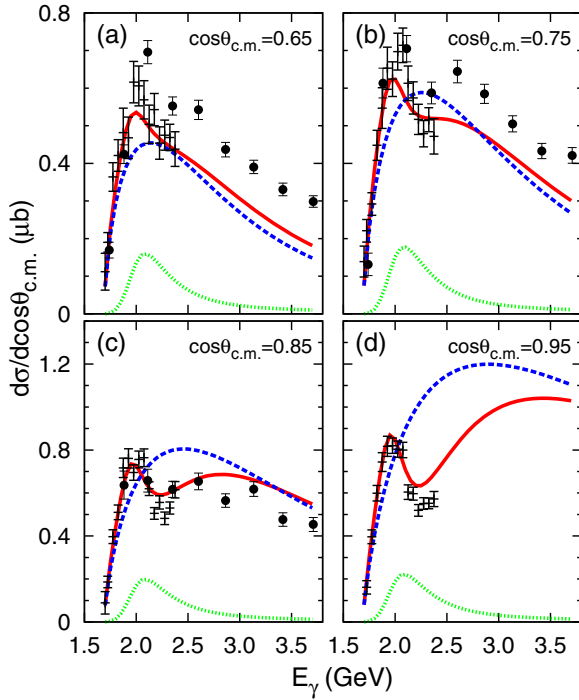 0.8
(a)
cosθc.m.=0.65
(b)
cosθc.m.=0.75
0.4
0
dσ/dcosθc.m. (μb)
(c)
cosθc.m.=0.85
(d)
cosθc.m.=0.95
1.2
0.8
0.4
0
1.5 2.0 2.5 3.0 3.5 1.5 2.0 2.5 3.0 3.5
Eγ (GeV)